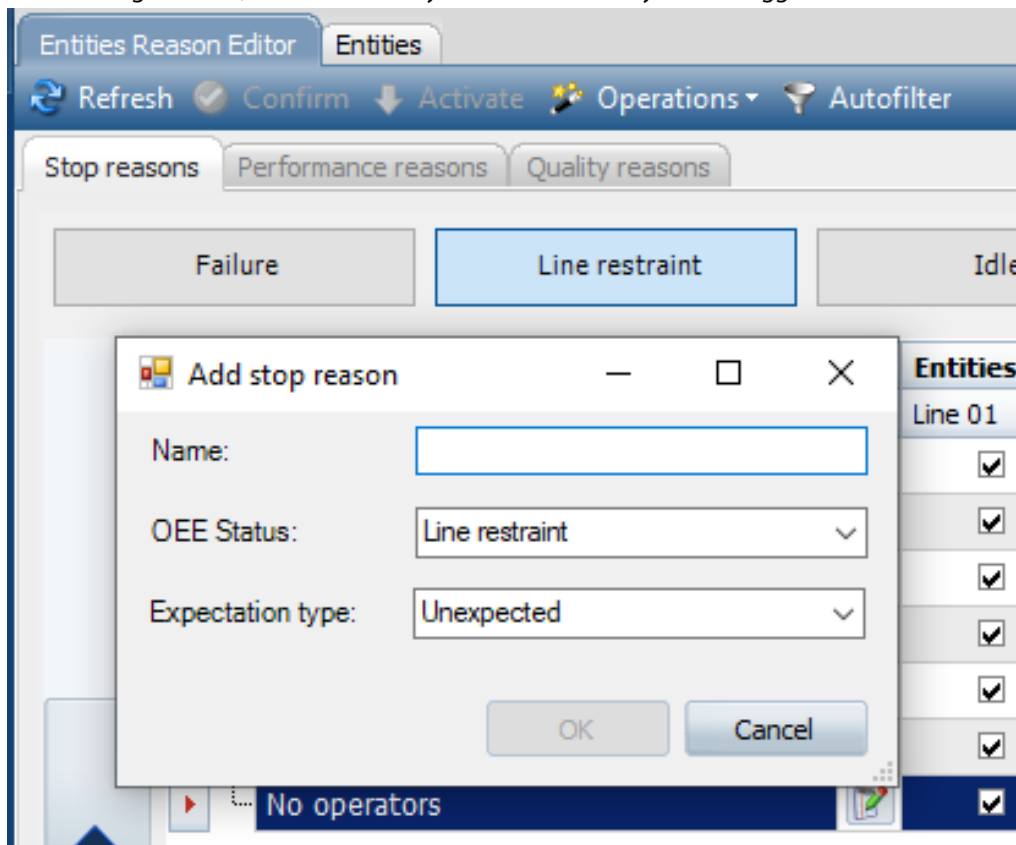 Entities Reason Editor Entities
Refresh Confirm Activate Operations Autofilter
Stop reasons Performance reasons Quality reasons
Failure Line restraint
Add stop reason Entities
Line 01
Name:
OEE Status: Line restraint
Expectation type: Unexpected
OK Cancel
No operators